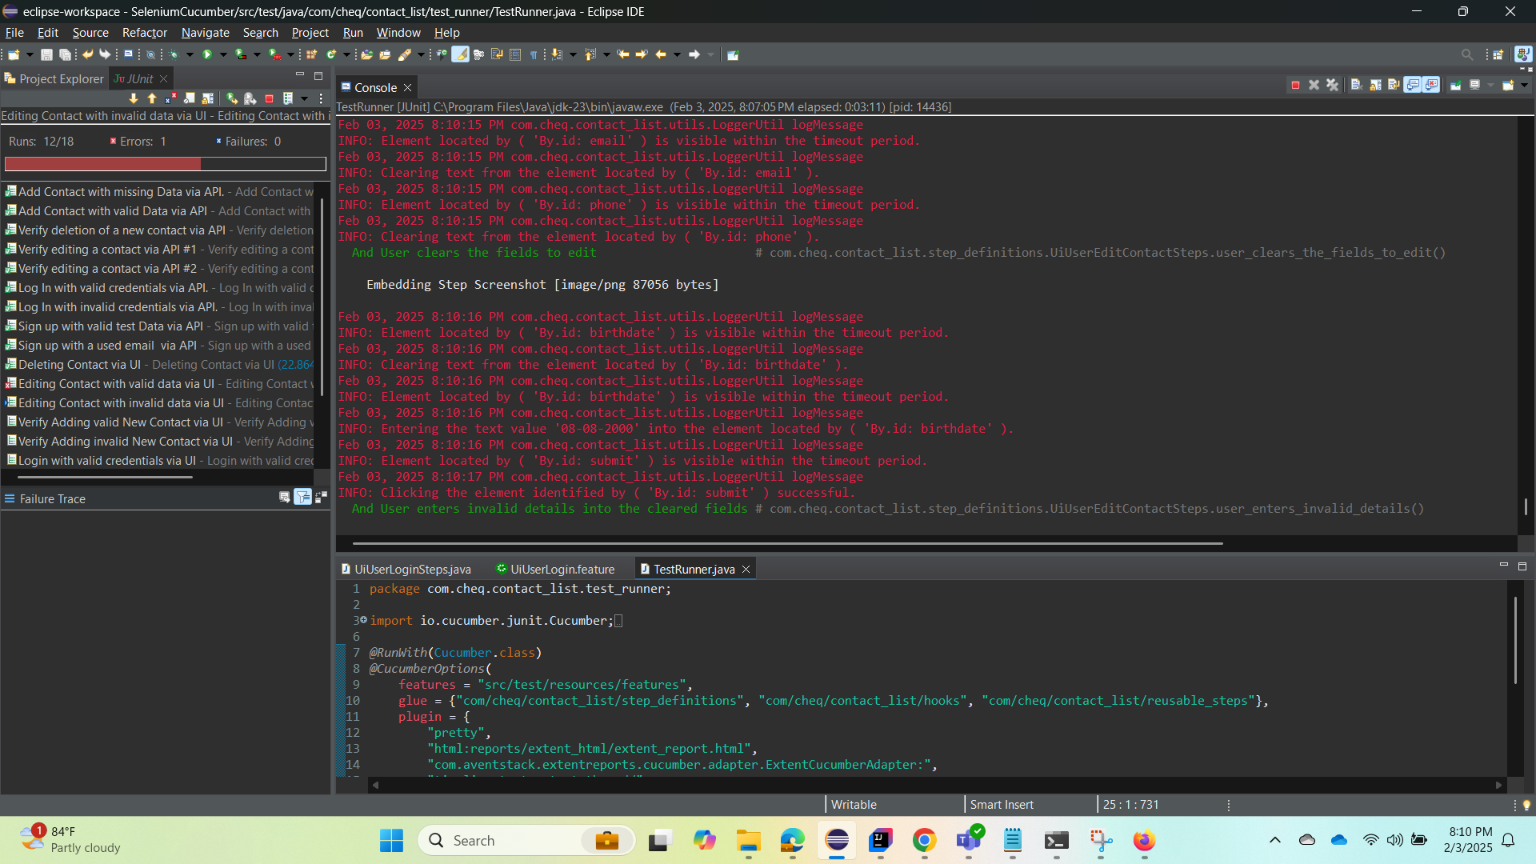 eclipse-workspace - SeleniumCucumber/src/test/java/com/cheq/contact_list/test_runner/TestRunner.java - Eclipse IDE
File Edit Source Refactor Navigate Search Project Run Window Help
Project Explorer JUnit
Editing Contact with invalid data via UI - Editing Contact with i
Runs: 12/18 Errors: 1 Failures: 0
Add Contact with missing Data via API. - Add Contact w
Add Contact with valid Data via API - Add Contact with
Verify deletion of a new contact via API - Verify deletion
Verify editing a contact via API #1 - Verify editing a cont
Verify editing a contact via API #2 - Verify editing a cont
Log In with valid credentials via API. - Log In with valid c
Log In with invalid credentials via API. - Log In with inva
Sign up with valid test Data via API - Sign up with valid
Sign up with a used email via API - Sign up with a used
Deleting Contact via UI - Deleting Contact via UI (22.864
Editing Contact with valid data via UI - Editing Contact v
Editing Contact with invalid data via UI - Editing Contac
Verify Adding valid New Contact via UI - Verify Adding v
Verify Adding invalid New Contact via UI - Verify Adding
Login with valid credentials via UI - Login with valid cred
Failure Trace
Console
TestRunner [JUnit] C:\Program Files\Java\jdk-23\bin\javaw.exe (Feb 3, 2025, 8:07:05 PM elapsed: 0:03:11) [pid: 14436]
Feb 03, 2025 8:10:15 PM com.cheq.contact_list.utils.LoggerUtil logMessage
INFO: Element located by ( 'By.id: email' ) is visible within the timeout period.
Feb 03, 2025 8:10:15 PM com.cheq.contact_list.utils.LoggerUtil logMessage
INFO: Clearing text from the element located by ( 'By.id: email' ).
Feb 03, 2025 8:10:15 PM com.cheq.contact_list.utils.LoggerUtil logMessage
INFO: Element located by ( 'By.id: phone' ) is visible within the timeout period.
Feb 03, 2025 8:10:15 PM com.cheq.contact_list.utils.LoggerUtil logMessage
INFO: Clearing text from the element located by ( 'By.id: phone' ).
And User clears the fields to edit # com.cheq.contact_list.step_definitions.UiUserEditContactSteps.user_clears_the_fields_to_edit()
Embedding Step Screenshot [image/png 87056 bytes]
Feb 03, 2025 8:10:16 PM com.cheq.contact_list.utils.LoggerUtil logMessage
INFO: Element located by ( 'By.id: birthdate' ) is visible within the timeout period.
Feb 03, 2025 8:10:16 PM com.cheq.contact_list.utils.LoggerUtil logMessage
INFO: Clearing text from the element located by ( 'By.id: birthdate' ).
Feb 03, 2025 8:10:16 PM com.cheq.contact_list.utils.LoggerUtil logMessage
INFO: Element located by ( 'By.id: birthdate' ) is visible within the timeout period.
Feb 03, 2025 8:10:16 PM com.cheq.contact_list.utils.LoggerUtil logMessage
INFO: Entering the text value '08-08-2000' into the element located by ( 'By.id: birthdate' ).
Feb 03, 2025 8:10:16 PM com.cheq.contact_list.utils.LoggerUtil logMessage
INFO: Element located by ( 'By.id: submit' ) is visible within the timeout period.
Feb 03, 2025 8:10:17 PM com.cheq.contact_list.utils.LoggerUtil logMessage
INFO: Clicking the element identified by ( 'By.id: submit' ) successful.
And User enters invalid details into the cleared fields # com.cheq.contact_list.step_definitions.UiUserEditContactSteps.user_enters_invalid_details()
UiUserLoginSteps.java UiUserLogin.feature TestRunner.java
1 package com.cheq.contact_list.test_runner;
2
3 import io.cucumber.junit.Cucumber;
6
7 @RunWith(Cucumber.class)
8 @CucumberOptions(
9 features = "src/test/resources/features",
10 glue = {"com/cheq/contact_list/step_definitions", "com/cheq/contact_list/hooks", "com/cheq/contact_list/reusable_steps"},
11 plugin = {
12 "pretty",
13 "html:reports/extent_html/extent_report.html",
14 "com.aventstack.extentreports.cucumber.adapter.ExtentCucumberAdapter:",
Writable Smart Insert 25 : 1 : 731
1
84°F
Partly cloudy
Search
8:10 PM
2/3/2025